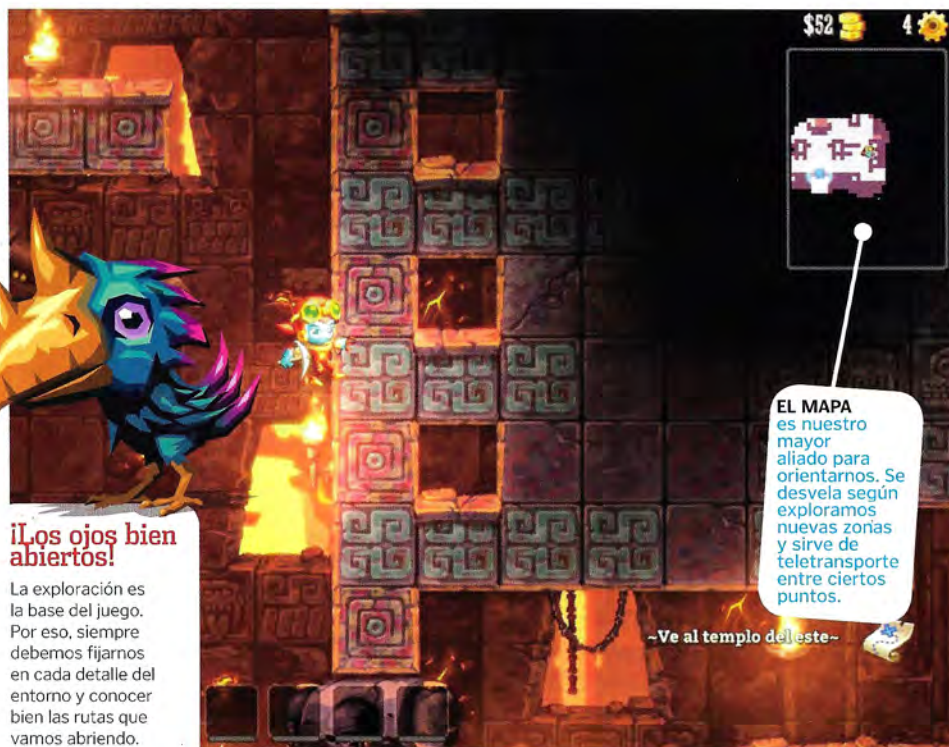 $52
4
EL MAPA
es nuestro
mayor
aliado para
orientarnos. Se
desvela según
exploramos
nuevas zonas
y sirve de
teletransporte
entre ciertos
puntos.
¡Los ojos bien
abiertos!
La exploración es
la base del juego.
Por eso, siempre
debemos fijarnos
en cada detalle del
entorno y conocer
bien las rutas que
vamos abriendo.
~Ve al templo del este~